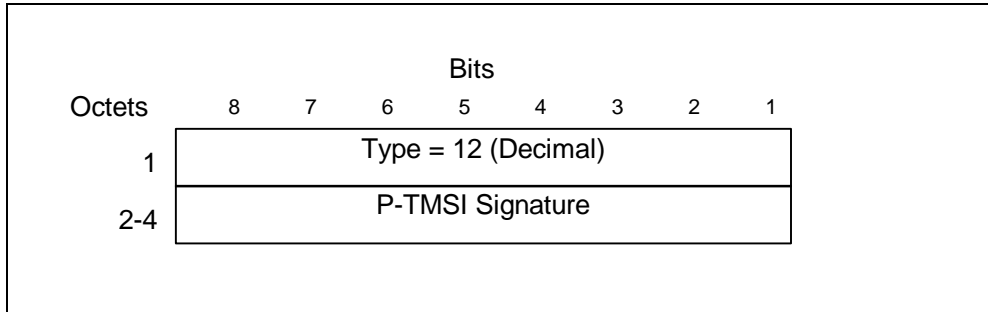 Bits
Octets 8 7 6 5 4 3 2 1
1 Type = 12 (Decimal)
2-4 P-TMSI Signature